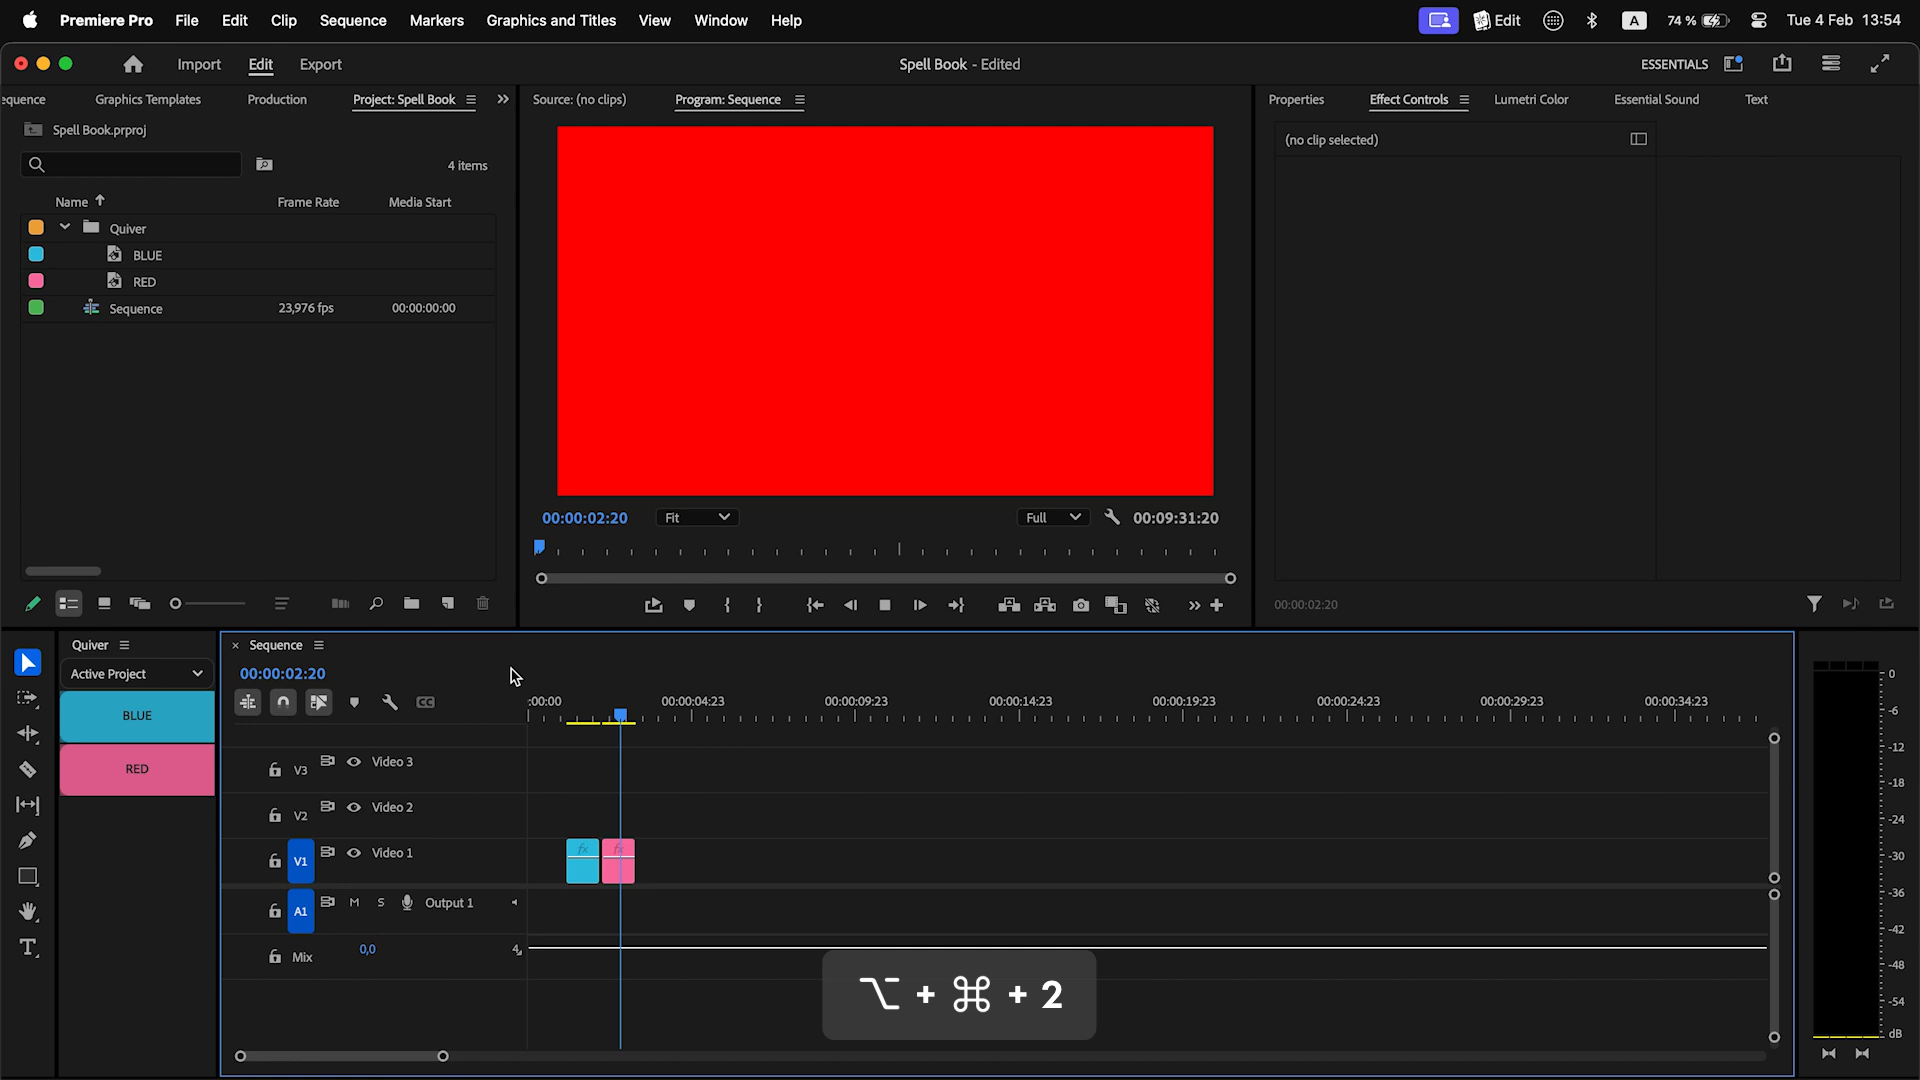 Premiere Pro File Edit Clip Sequence Markers Graphics and Titles View Window Help
Edit A 74 % Tue 4 Feb 13:54
Import Edit Export
Spell Book - Edited
ESSENTIALS
equence Graphics Templates Production Project: Spell Book
Source: (no clips) Program: Sequence
Properties Effect Controls Lumetri Color Essential Sound Text
Spell Book.prproj
(no clip selected)
4 items
Name Frame Rate Media Start
Quiver
BLUE
RED
Sequence 23,976 fps 00:00:00:00
00:00:02:20 Fit Full 00:09:31:20
00:00:02:20
Quiver
Active Project
BLUE
RED
× Sequence
00:00:02:20
CC
:00:00 00:00:04:23 00:00:09:23 00:00:14:23 00:00:19:23 00:00:24:23 00:00:29:23 00:00:34:23
V3 Video 3
V2 Video 2
V1 Video 1
fx fx
A1 M S Output 1
Mix 0,0
⌥ + ⌘ + 2
0
-6
-12
-18
-24
-30
-36
-42
-48
-54
dB